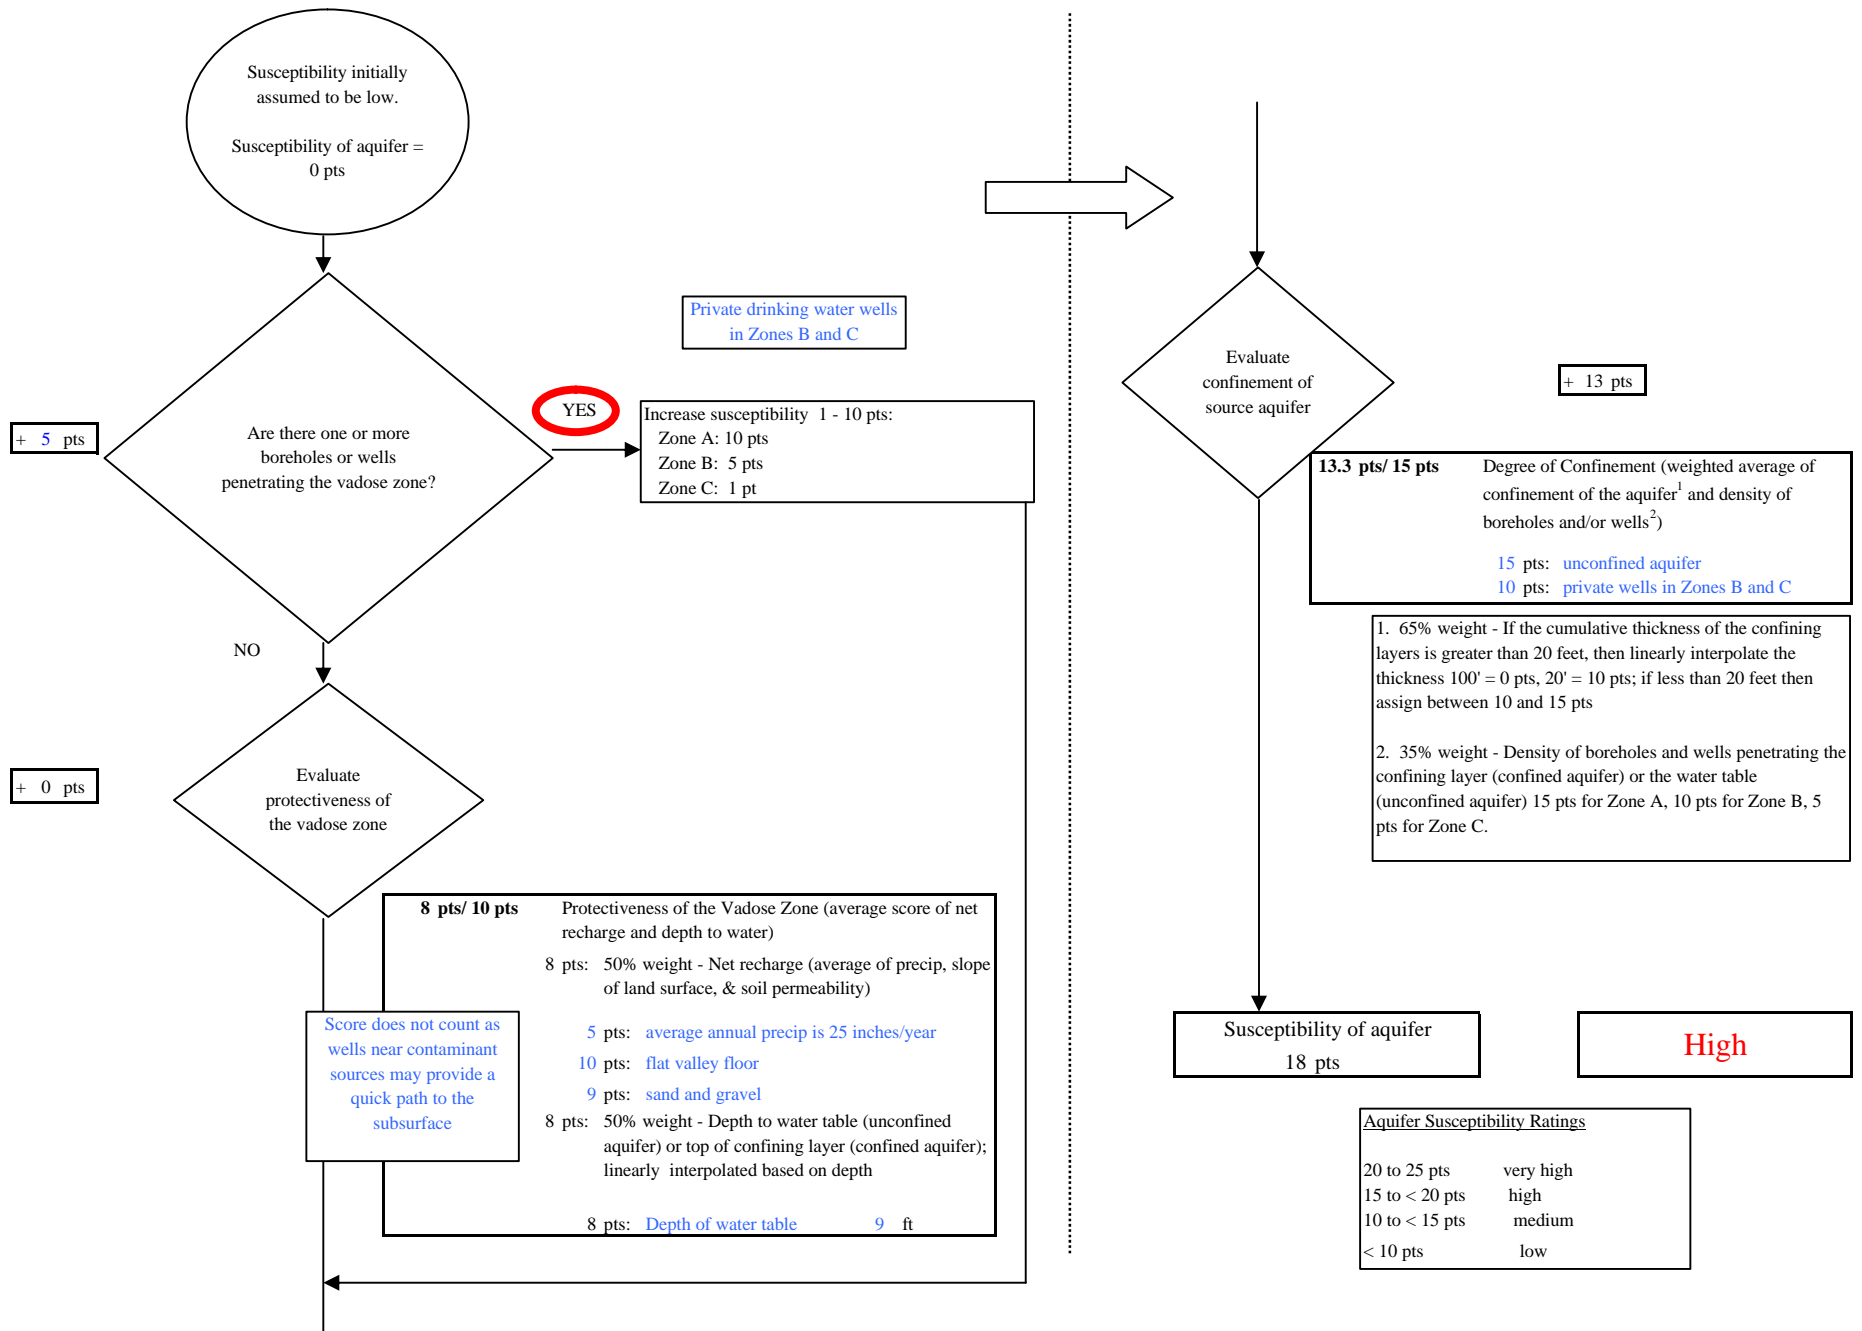 Susceptibility initially
assumed to be low.
Susceptibility of aquifer =
0 pts
Private drinking water wells
in Zones B and C
YES
+ 5 pts
Are there one or more
boreholes or wells
penetrating the vadose zone?
Increase susceptibility 1 - 10 pts:
Zone A: 10 pts
Zone B: 5 pts
Zone C: 1 pt
NO
+ 0 pts
Evaluate
protectiveness of
the vadose zone
8 pts/ 10 pts Protectiveness of the Vadose Zone (average score of net
recharge and depth to water)
8 pts: 50% weight - Net recharge (average of precip, slope
of land surface, & soil permeability)
5 pts: average annual precip is 25 inches/year
10 pts: flat valley floor
9 pts: sand and gravel
8 pts: 50% weight - Depth to water table (unconfined
aquifer) or top of confining layer (confined aquifer);
linearly interpolated based on depth
8 pts: Depth of water table 9 ft
Score does not count as
wells near contaminant
sources may provide a
quick path to the
subsurface
Evaluate
confinement of
source aquifer
+ 13 pts
13.3 pts/ 15 pts Degree of Confinement (weighted average of
confinement of the aquifer1 and density of
boreholes and/or wells2)
15 pts: unconfined aquifer
10 pts: private wells in Zones B and C
1. 65% weight - If the cumulative thickness of the confining
layers is greater than 20 feet, then linearly interpolate the
thickness 100' = 0 pts, 20' = 10 pts; if less than 20 feet then
assign between 10 and 15 pts
2. 35% weight - Density of boreholes and wells penetrating the
confining layer (confined aquifer) or the water table
(unconfined aquifer) 15 pts for Zone A, 10 pts for Zone B, 5
pts for Zone C.
Susceptibility of aquifer
18 pts
High
Aquifer Susceptibility Ratings
20 to 25 pts very high
15 to < 20 pts high
10 to < 15 pts medium
< 10 pts low